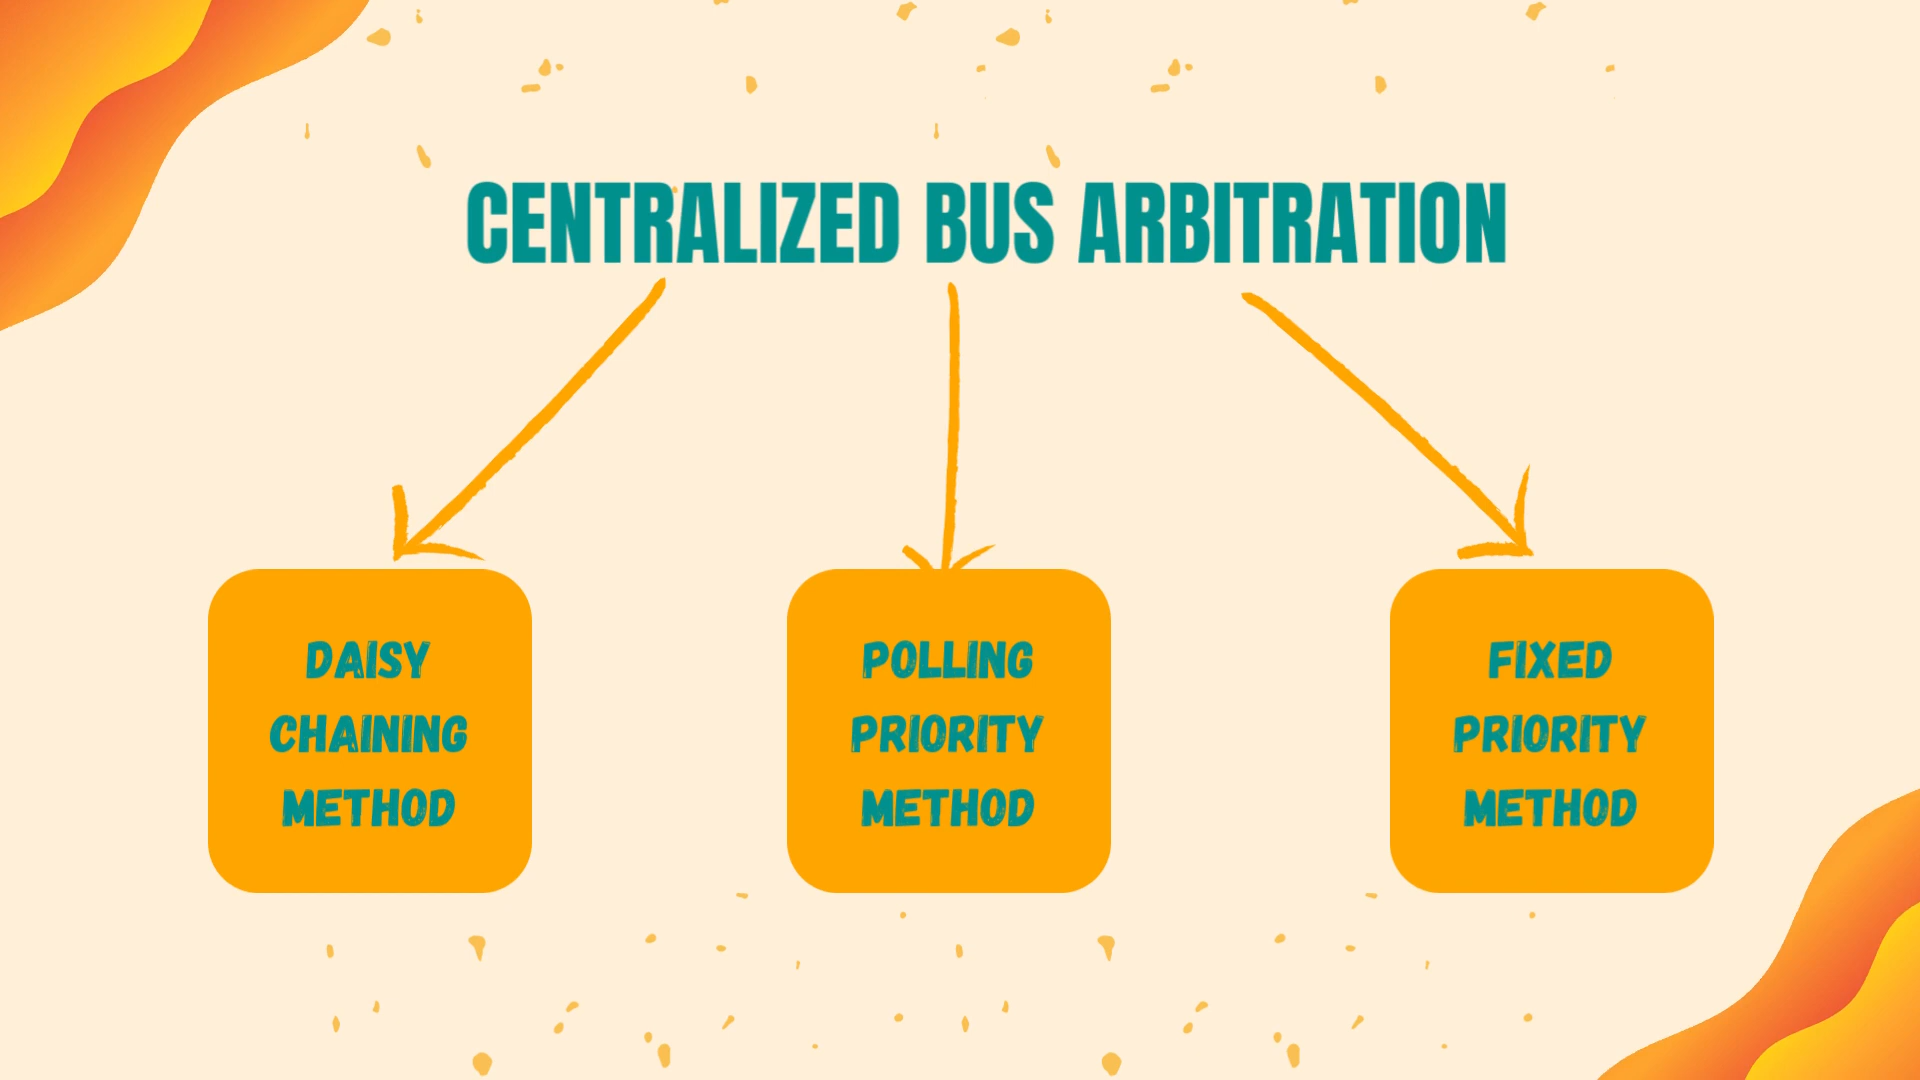 CENTRALIZED BUS ARBITRATION
DAISY
CHAINING
METHOD
POLLING
PRIORITY
METHOD
FIXED
PRIORITY
METHOD